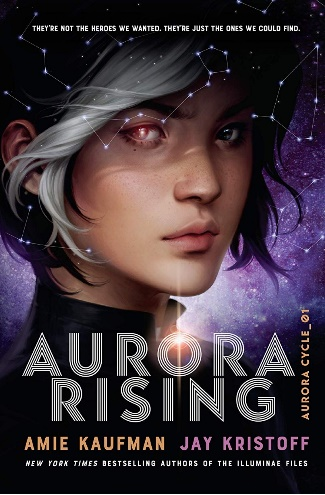 THEY'RE NOT THE HEROES WE WANTED. THEY'RE JUST THE ONES WE COULD FIND.
AURORA
RISING
AURORA CYCLE_01
AMIE KAUFMAN JAY KRISTOFF
NEW YORK TIMES BESTSELLING AUTHORS OF THE ILLUMINAE FILES